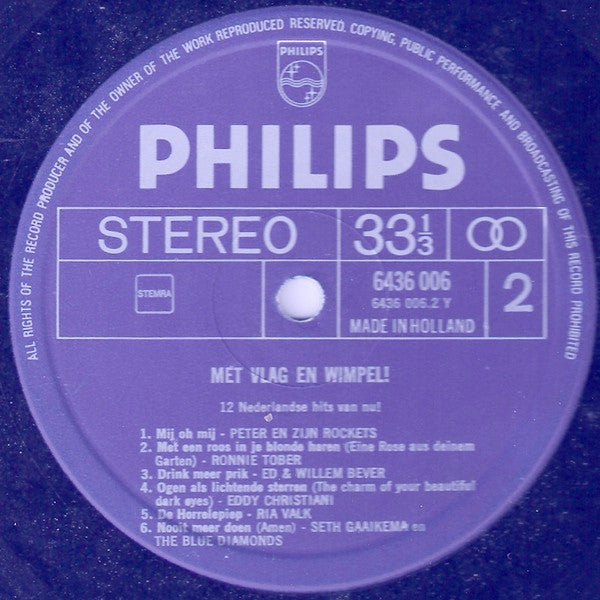 ALL RIGHTS OF THE RECORD PRODUCER AND OF THE OWNER OF THE WORK REPRODUCED RESERVED. COPYING, PUBLIC PERFORMANCE AND BROADCASTING OF THIS RECORD PROHIBITED
PHILIPS
PHILIPS
STEREO 33 1/3
STEMRA
6436 006
6436 006.2 Y
2
MADE IN HOLLAND
MET VLAG EN WIMPEL!
12 Nederlandse hits van nu!
1. Mij oh mij - PETER EN ZIJN ROCKETS
2. Met een roos in je blonde haren (Eine Rose aus deinem
Garten) - RONNIE TOBER
3. Drink meer prik - ED & WILLEM BEVER
4. Ogen als lichtende sterren (The charm of your beautiful
dark eyes) - EDDY CHRISTIANI
5. De Horrelepiep - RIA VALK
6. Nooit meer doen (Amen) - SETH GAAIKEMA en
THE BLUE DIAMONDS